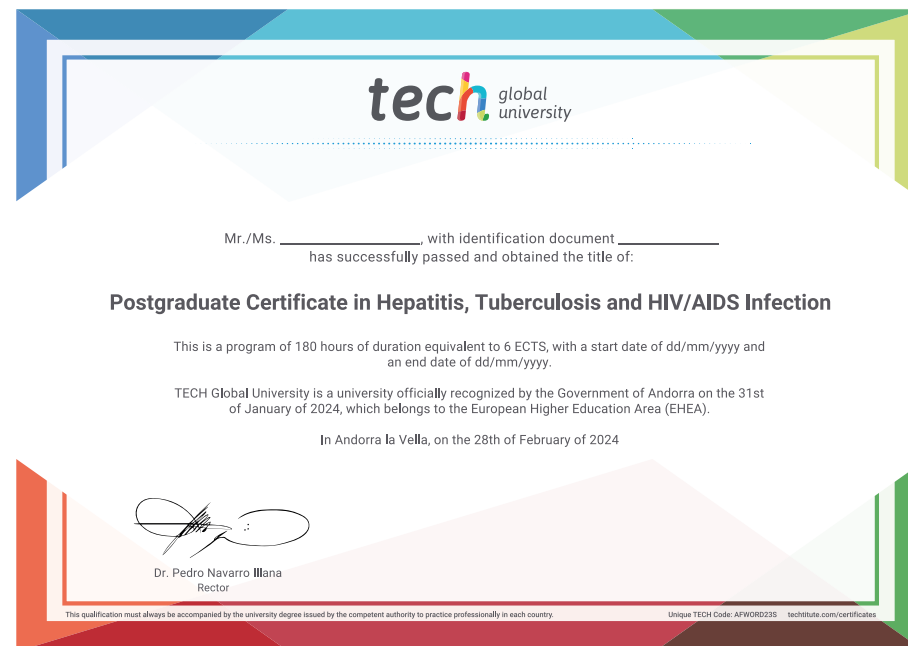 tech global university
Mr./Ms. ____________________, with identification document ______________
has successfully passed and obtained the title of:
Postgraduate Certificate in Hepatitis, Tuberculosis and HIV/AIDS Infection
This is a program of 180 hours of duration equivalent to 6 ECTS, with a start date of dd/mm/yyyy and
an end date of dd/mm/yyyy.
TECH Global University is a university officially recognized by the Government of Andorra on the 31st
of January of 2024, which belongs to the European Higher Education Area (EHEA).
In Andorra la Vella, on the 28th of February of 2024
Dr. Pedro Navarro Illana
Rector
This qualification must always be accompanied by the university degree issued by the competent authority to practice professionally in each country.
Unique TECH Code: AFWORD23S techtitute.com/certificates